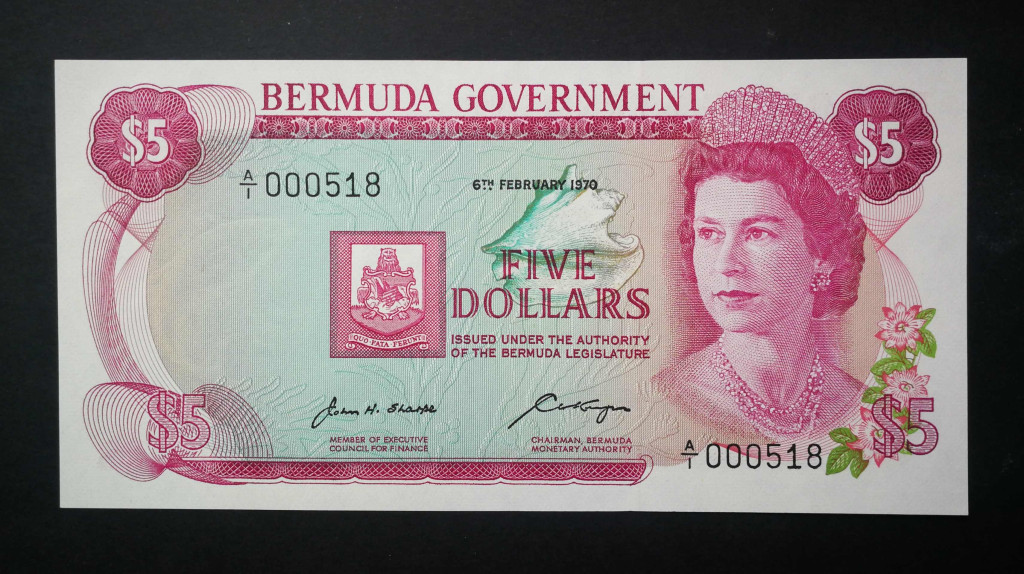 BERMUDA GOVERNMENT
$5
$5
A/1 000518
6TH FEBRUARY 1970
FIVE
DOLLARS
ISSUED UNDER THE AUTHORITY
OF THE BERMUDA LEGISLATURE
QUO FATA FERUNT
John H. Sharpe
MEMBER OF EXECUTIVE
COUNCIL FOR FINANCE
CHAIRMAN, BERMUDA
MONETARY AUTHORITY
$5
$5
A/1 000518